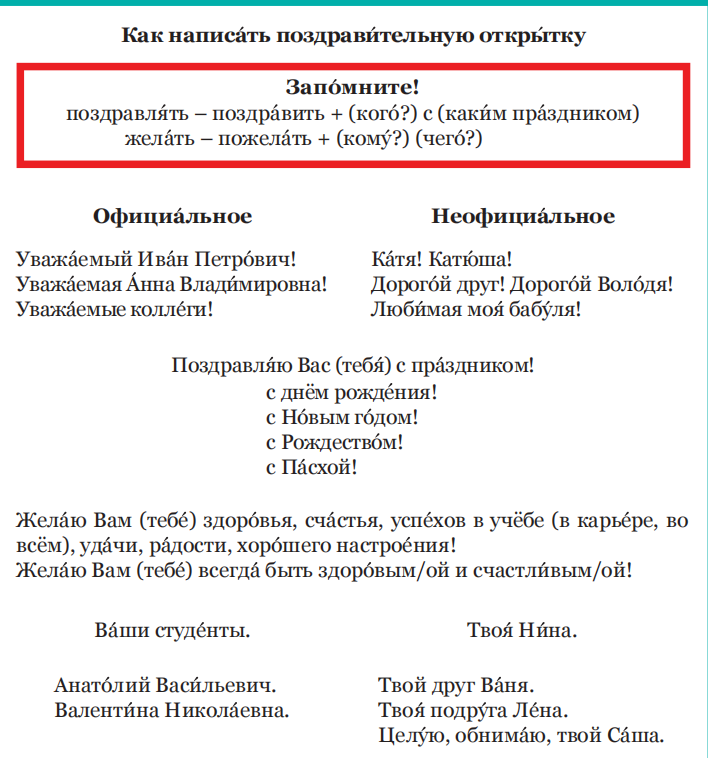 Как написа́ть поздрави́тельную откры́тку
Запо́мните!
поздравля́ть – поздра́вить + (кого́?) с (каки́м пра́здником)
жела́ть – пожела́ть + (кому́?) (чего́?)
Официа́льное
Неофициа́льное
Уважа́емый Ива́н Петро́вич!
Уважа́емая А́нна Влади́мировна!
Уважа́емые колле́ги!
Ка́тя! Катю́ша!
Дорого́й друг! Дорого́й Воло́дя!
Люби́мая моя́ бабу́ля!
Поздравля́ю Вас (тебя́) с пра́здником!
с днём рожде́ния!
с Но́вым го́дом!
с Рождество́м!
с Па́схой!
Жела́ю Вам (тебе́) здоро́вья, сча́стья, успе́хов в учёбе (в карье́ре, во
всём), уда́чи, ра́дости, хоро́шего настрое́ния!
Жела́ю Вам (тебе́) всегда́ быть здоро́вым/ой и счастли́вым/ой!
Ва́ши студе́нты.
Твоя́ Ни́на.
Анато́лий Васи́льевич.
Валенти́на Никола́евна.
Твой друг Ва́ня.
Твоя́ подру́га Ле́на.
Целу́ю, обнима́ю, твой Са́ша.